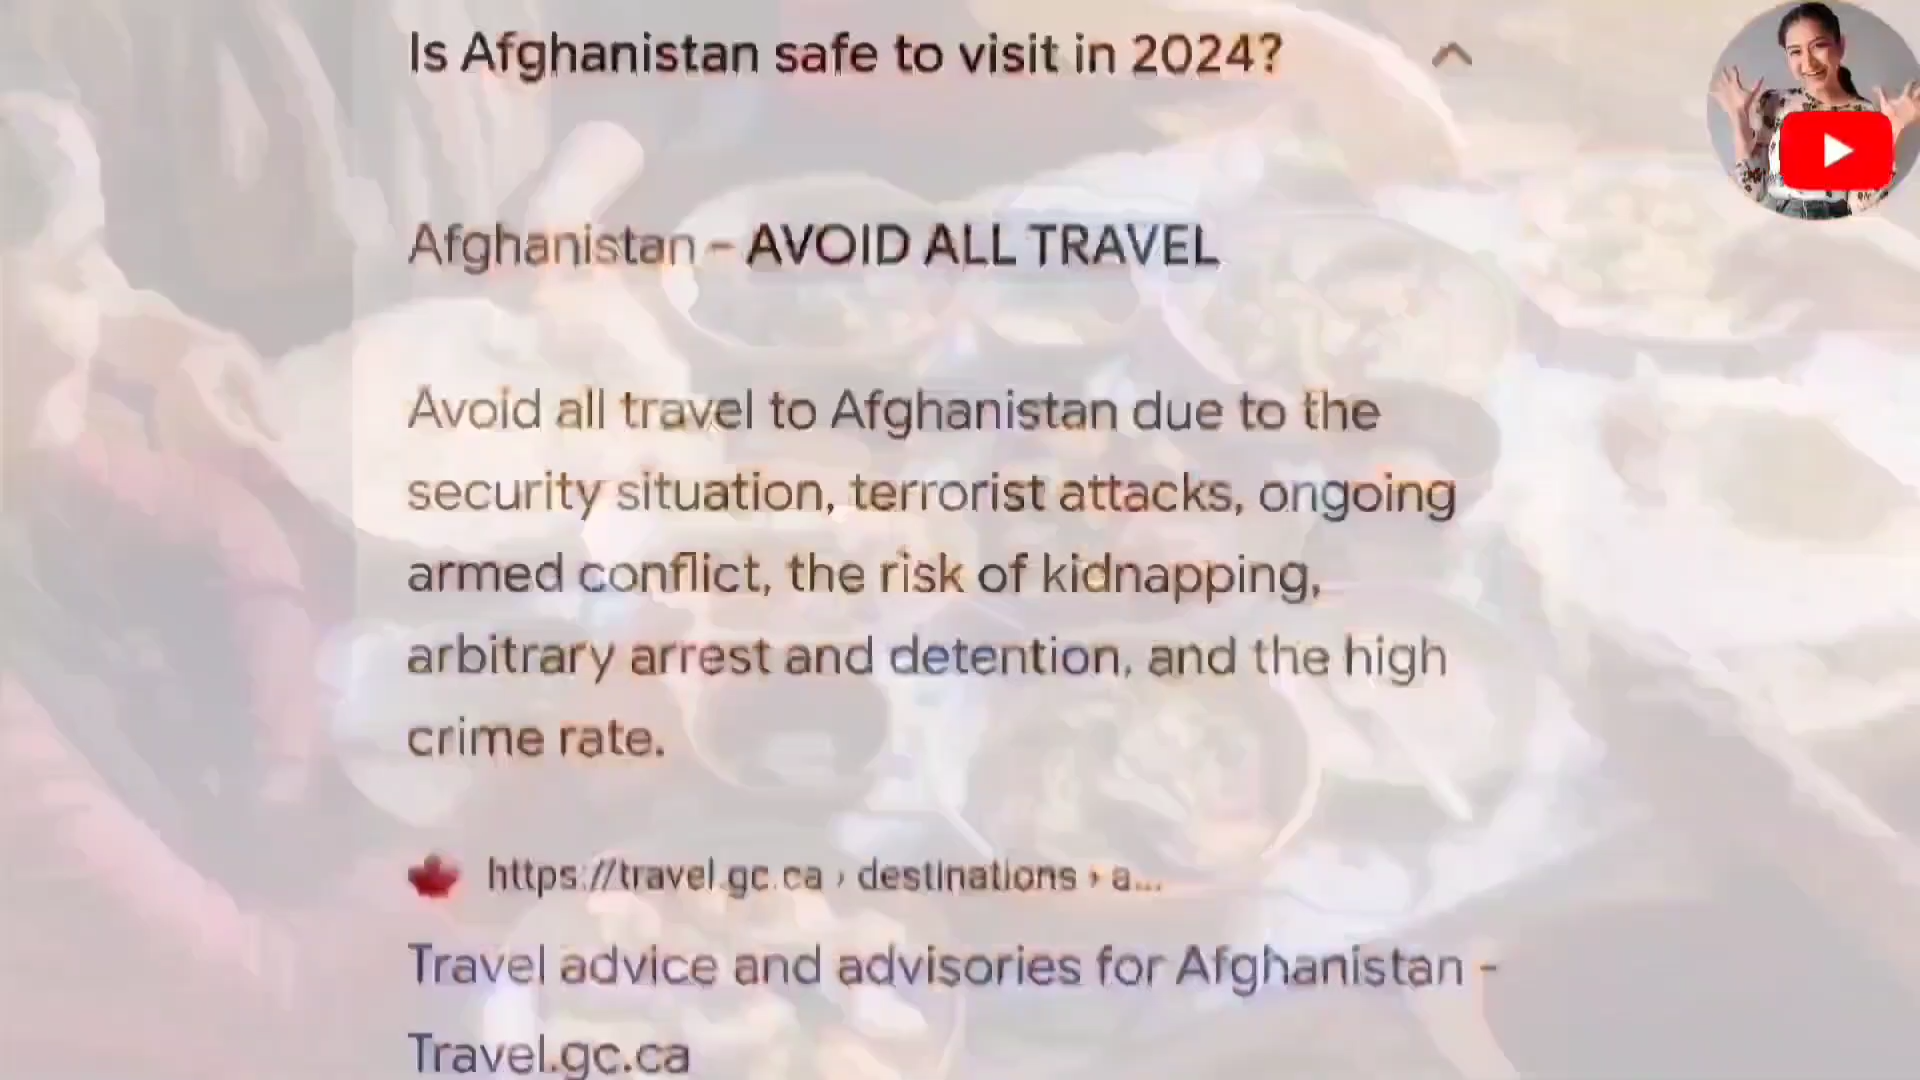 Is Afghanistan safe to visit in 2024?
Afghanistan - AVOID ALL TRAVEL
Avoid all travel to Afghanistan due to the
security situation, terrorist attacks, ongoing
armed conflict, the risk of kidnapping,
arbitrary arrest and detention, and the high
crime rate.
https://travel.gc.ca › destinations › a...
Travel advice and advisories for Afghanistan -
Travel.gc.ca